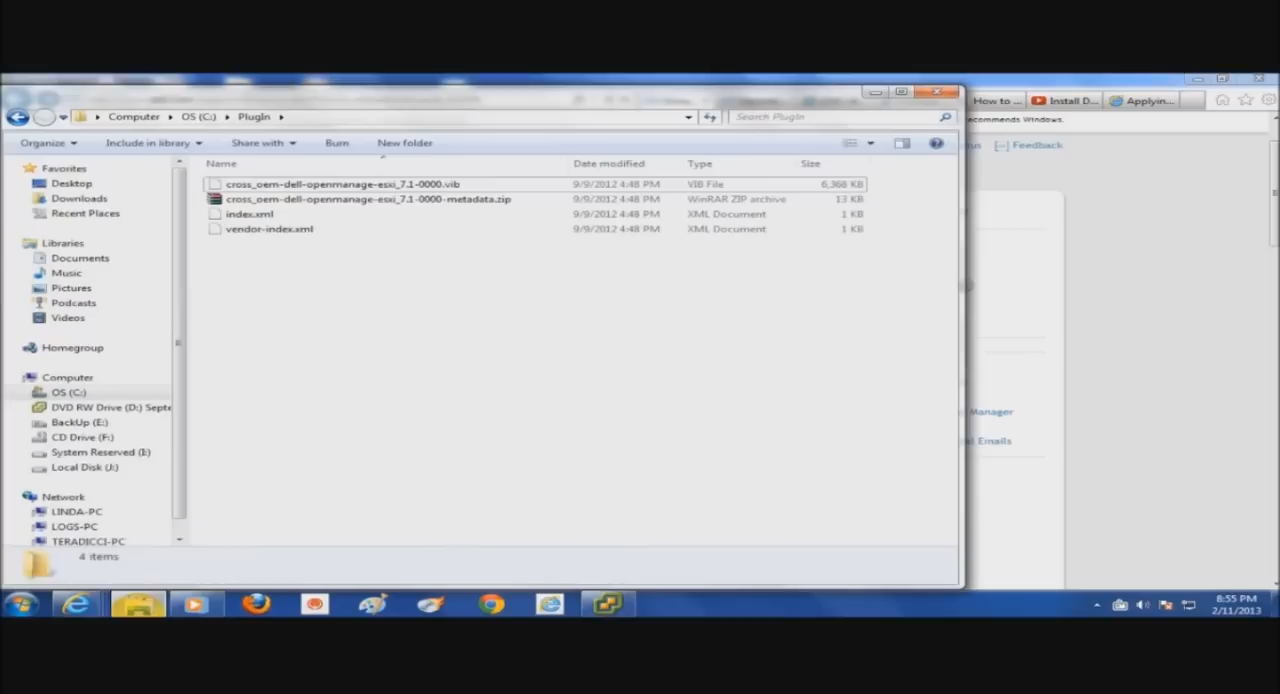 How to ... Install D... Applyin...
Computer OS (C:) PlugIn Search PlugIn
ecommends Windows.
Organize Include in library Share with Burn New folder
Feedback
Name Date modified Type Size
Favorites
Desktop
Downloads
Recent Places
cross_oem-dell-openmanage-esxi_7.1-0000.vib 9/9/2012 4:48 PM VIB File 6,368 KB
cross_oem-dell-openmanage-esxi_7.1-0000-metadata.zip 9/9/2012 4:48 PM WinRAR ZIP archive 13 KB
index.xml 9/9/2012 4:48 PM XML Document 1 KB
vendor-index.xml 9/9/2012 4:48 PM XML Document 1 KB
Libraries
Documents
Music
Pictures
Podcasts
Videos
Homegroup
Computer
OS (C:)
DVD RW Drive (D:) Septe
BackUp (E:)
CD Drive (F:)
System Reserved (I:)
Local Disk (J:)
Network
LINDA-PC
LOGS-PC
TERADICCI-PC
Manager
Emails
4 items
8:55 PM
2/11/2013